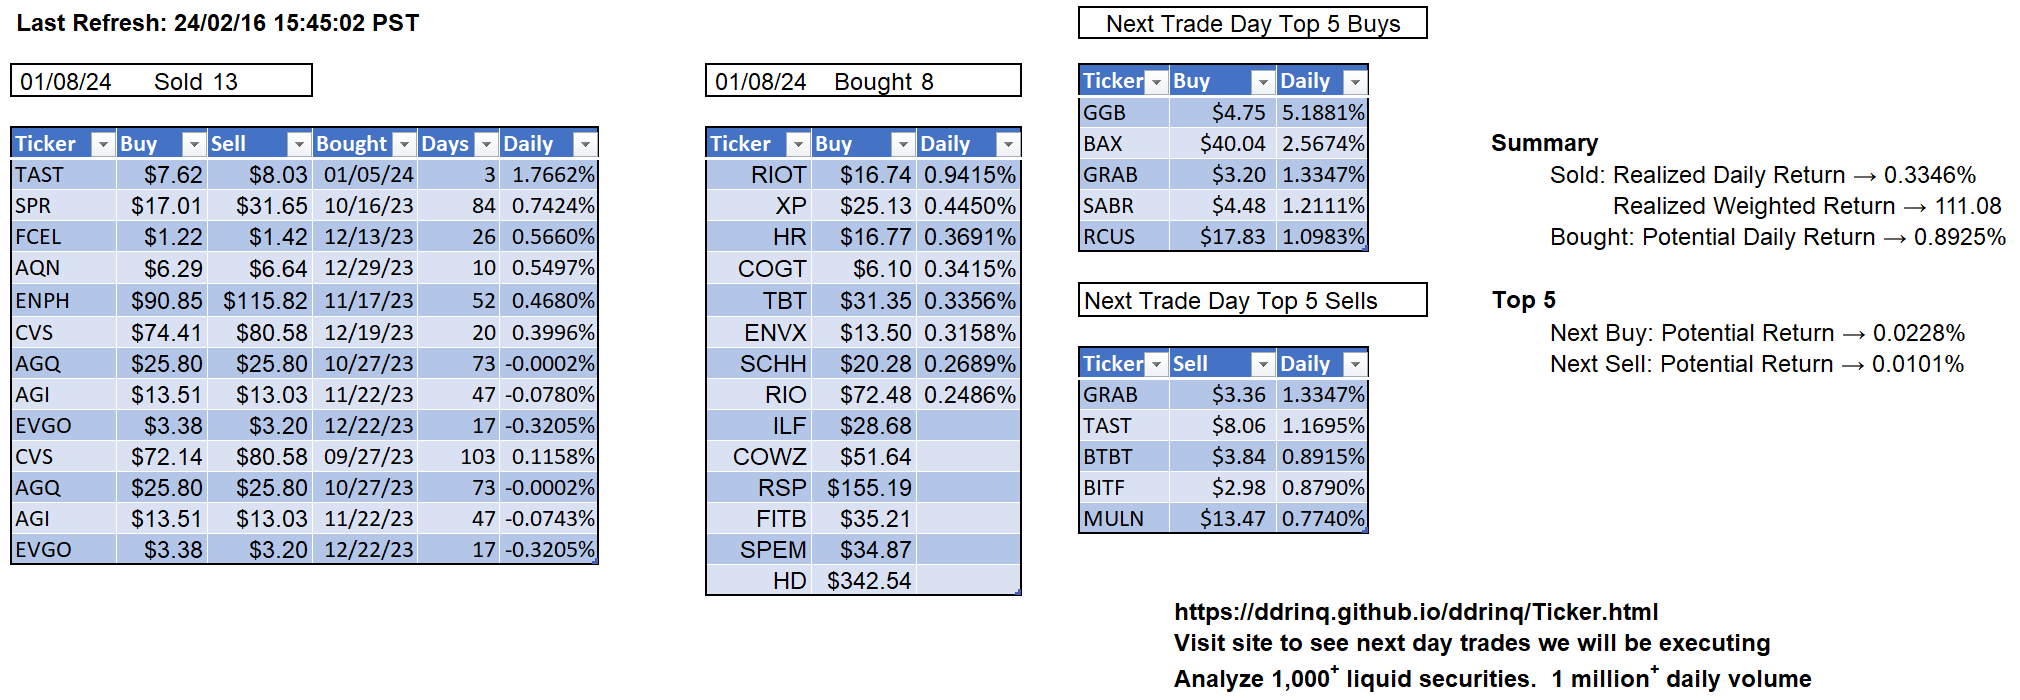 Last Refresh: 24/02/16 15:45:02 PST
01/08/24 Sold 13
Ticker Buy Sell Bought Days Daily
TAST $7.62 $8.03 01/05/24 3 1.7662%
SPR $17.01 $31.65 10/16/23 84 0.7424%
FCEL $1.22 $1.42 12/13/23 26 0.5660%
AQN $6.29 $6.64 12/29/23 10 0.5497%
ENPH $90.85 $115.82 11/17/23 52 0.4680%
CVS $74.41 $80.58 12/19/23 20 0.3996%
AGQ $25.80 $25.80 10/27/23 73 -0.0002%
AGI $13.51 $13.03 11/22/23 47 -0.0780%
EVGO $3.38 $3.20 12/22/23 17 -0.3205%
CVS $72.14 $80.58 09/27/23 103 0.1158%
AGQ $25.80 $25.80 10/27/23 73 -0.0002%
AGI $13.51 $13.03 11/22/23 47 -0.0743%
EVGO $3.38 $3.20 12/22/23 17 -0.3205%
01/08/24 Bought 8
Ticker Buy Daily
RIOT $16.74 0.9415%
XP $25.13 0.4450%
HR $16.77 0.3691%
COGT $6.10 0.3415%
TBT $31.35 0.3356%
ENVX $13.50 0.3158%
SCHH $20.28 0.2689%
RIO $72.48 0.2486%
ILF $28.68
COWZ $51.64
RSP $155.19
FITB $35.21
SPEM $34.87
HD $342.54
Next Trade Day Top 5 Buys
Ticker Buy Daily
GGB $4.75 5.1881%
BAX $40.04 2.5674%
GRAB $3.20 1.3347%
SABR $4.48 1.2111%
RCUS $17.83 1.0983%
Next Trade Day Top 5 Sells
Ticker Sell Daily
GRAB $3.36 1.3347%
TAST $8.06 1.1695%
BTBT $3.84 0.8915%
BITF $2.98 0.8790%
MULN $13.47 0.7740%
Summary
Sold: Realized Daily Return → 0.3346%
Realized Weighted Return → 111.08
Bought: Potential Daily Return → 0.8925%
Top 5
Next Buy: Potential Return → 0.0228%
Next Sell: Potential Return → 0.0101%
https://ddrinq.github.io/ddrinq/Ticker.html
Visit site to see next day trades we will be executing
Analyze 1,000+ liquid securities. 1 million+ daily volume